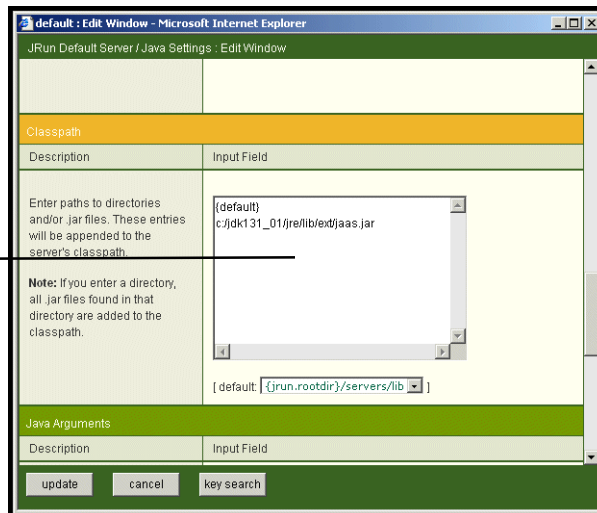 default : Edit Window - Microsoft Internet Explorer
JRun Default Server / Java Settings : Edit Window
Classpath
Description
Input Field
Enter paths to directories
and/or .jar files. These entries
will be appended to the
server's classpath.
Note: If you enter a directory,
all .jar files found in that
directory are added to the
classpath.
{default}
c:/jdk131_01/jre/lib/ext/jaas.jar
[ default: {jrun.rootdir}/servers/lib ]
Java Arguments
Description
Input Field
update
cancel
key search